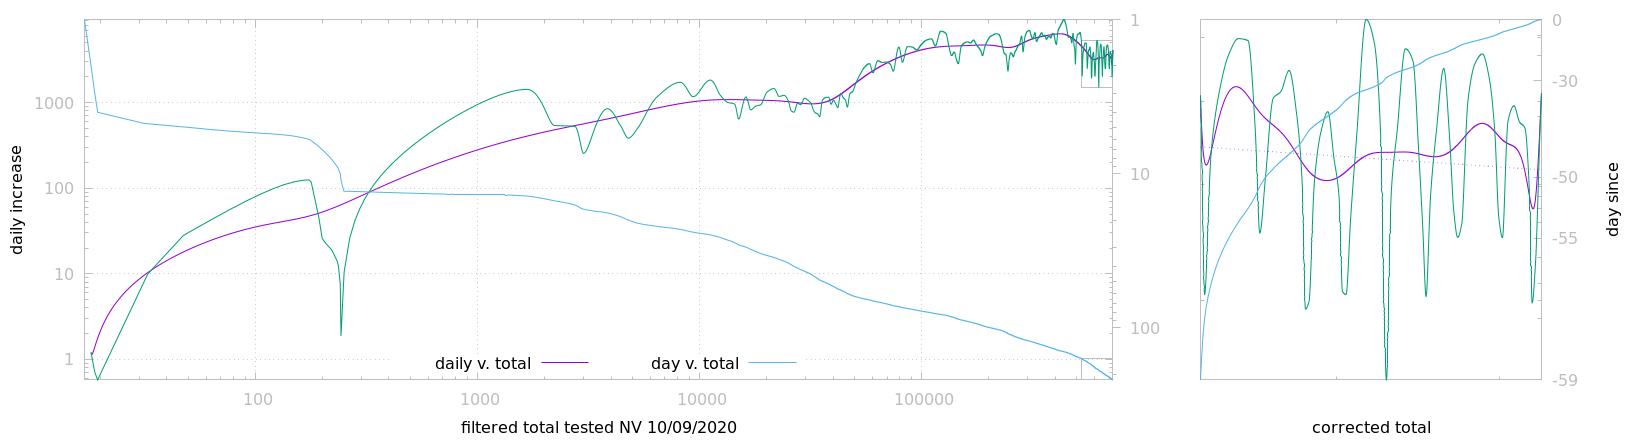 daily increase
1000
100
10
1
daily v. total
day v. total
100
1000
10000
100000
filtered total tested NV 10/09/2020
1
10
100
0
-30
-50
-55
-59
day since
corrected total